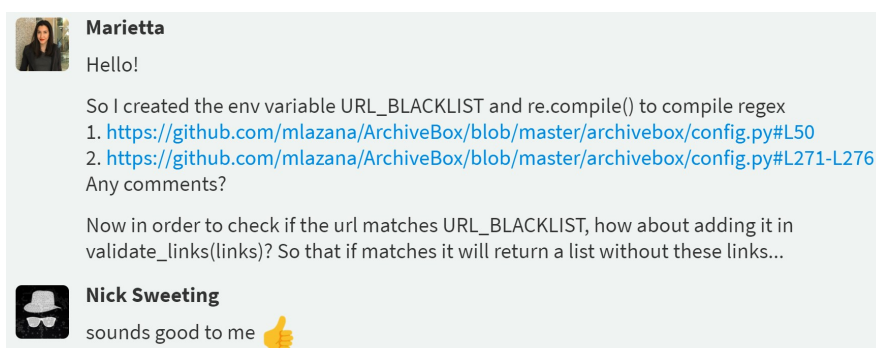 Marietta
Hello!
So I created the env variable URL_BLACKLIST and re.compile() to compile regex
1. https://github.com/mlazana/ArchiveBox/blob/master/archivebox/config.py#L50
2. https://github.com/mlazana/ArchiveBox/blob/master/archivebox/config.py#L271-L276
Any comments?
Now in order to check if the url matches URL_BLACKLIST, how about adding it in
validate_links(links)? So that if matches it will return a list without these links...
Nick Sweeting
sounds good to me 👍